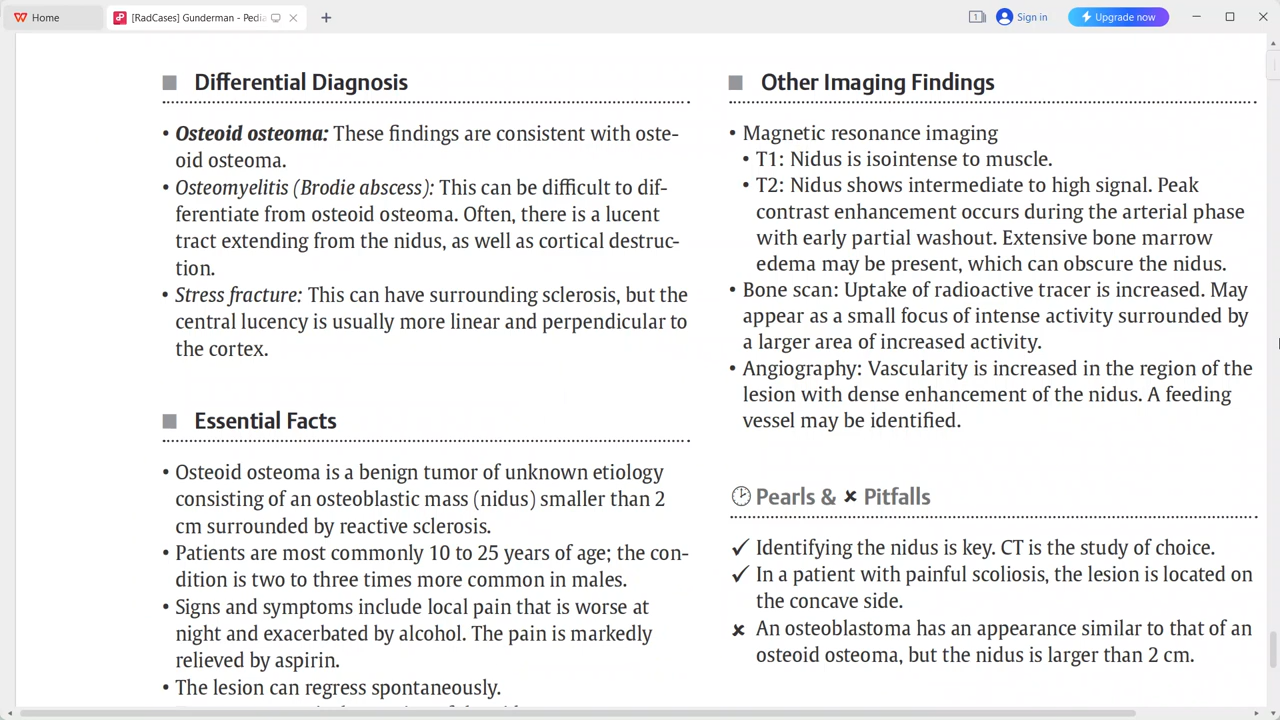 Home
[RadCases] Gunderman - Pedia
1
Sign in
Upgrade now
Differential Diagnosis
• Osteoid osteoma: These findings are consistent with oste-
oid osteoma.
• Osteomyelitis (Brodie abscess): This can be difficult to dif-
ferentiate from osteoid osteoma. Often, there is a lucent
tract extending from the nidus, as well as cortical destruc-
tion.
• Stress fracture: This can have surrounding sclerosis, but the
central lucency is usually more linear and perpendicular to
the cortex.
Essential Facts
• Osteoid osteoma is a benign tumor of unknown etiology
consisting of an osteoblastic mass (nidus) smaller than 2
cm surrounded by reactive sclerosis.
• Patients are most commonly 10 to 25 years of age; the con-
dition is two to three times more common in males.
• Signs and symptoms include local pain that is worse at
night and exacerbated by alcohol. The pain is markedly
relieved by aspirin.
• The lesion can regress spontaneously.
Other Imaging Findings
• Magnetic resonance imaging
• T1: Nidus is isointense to muscle.
• T2: Nidus shows intermediate to high signal. Peak
contrast enhancement occurs during the arterial phase
with early partial washout. Extensive bone marrow
edema may be present, which can obscure the nidus.
• Bone scan: Uptake of radioactive tracer is increased. May
appear as a small focus of intense activity surrounded by
a larger area of increased activity.
• Angiography: Vascularity is increased in the region of the
lesion with dense enhancement of the nidus. A feeding
vessel may be identified.
Pearls & ✘ Pitfalls
✓ Identifying the nidus is key. CT is the study of choice.
✓ In a patient with painful scoliosis, the lesion is located on
the concave side.
✘ An osteoblastoma has an appearance similar to that of an
osteoid osteoma, but the nidus is larger than 2 cm.